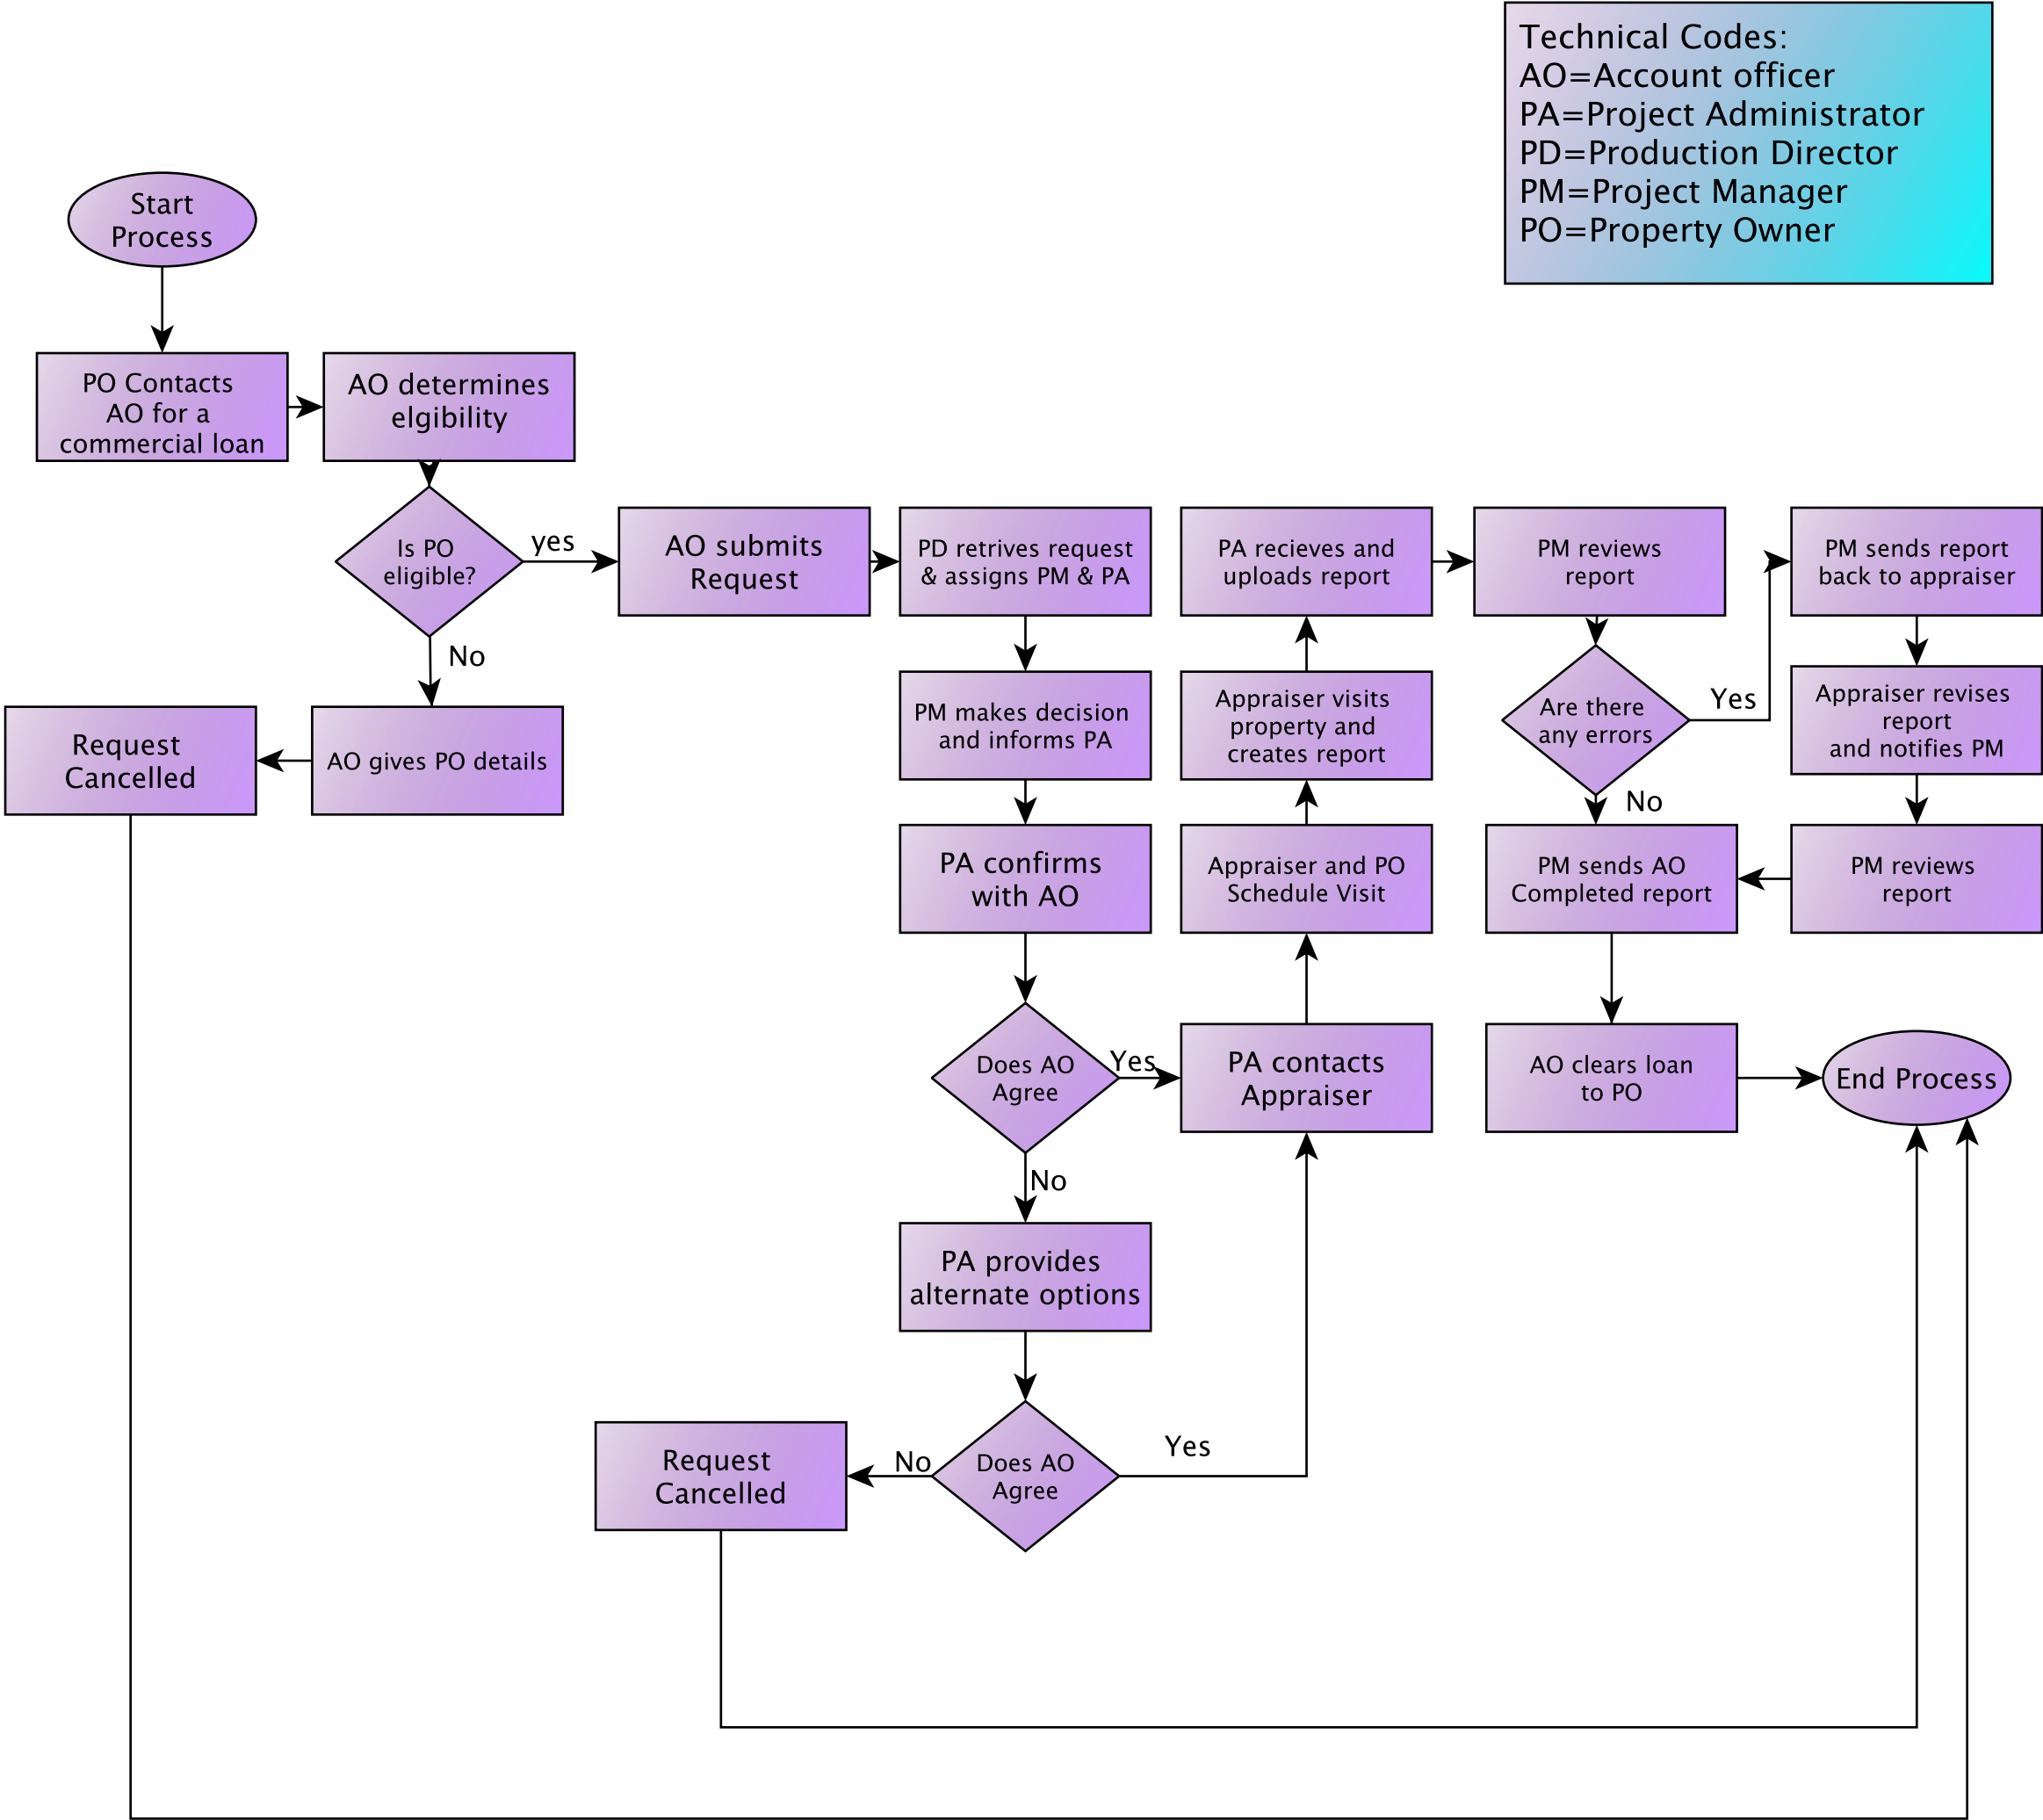 Technical Codes:
AO=Account officer
PA=Project Administrator
PD=Production Director
PM=Project Manager
PO=Property Owner
Start
Process
PO Contacts
AO for a
commercial loan
AO determines
elgibility
Is PO
eligible?
yes
No
AO gives PO details
Request
Cancelled
AO submits
Request
PD retrives request
& assigns PM & PA
PM makes decision
and informs PA
PA confirms
with AO
Does AO
Agree
Yes
No
PA provides
alternate options
Does AO
Agree
No
Yes
Request
Cancelled
PA contacts
Appraiser
Appraiser and PO
Schedule Visit
Appraiser visits
property and
creates report
PA recieves and
uploads report
PM reviews
report
Are there
any errors
Yes
No
PM sends report
back to appraiser
Appraiser revises
report
and notifies PM
PM reviews
report
PM sends AO
Completed report
AO clears loan
to PO
End Process